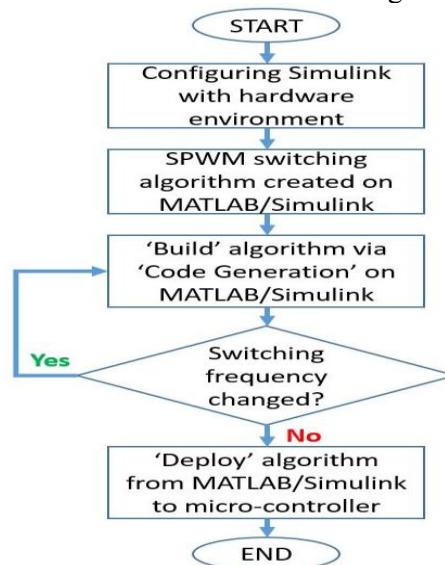 START
Configuring Simulink
with hardware
environment
SPWM switching
algorithm created on
MATLAB/Simulink
‘Build’ algorithm via
‘Code Generation’ on
MATLAB/Simulink
Yes
Switching
frequency
changed?
No
‘Deploy’ algorithm
from MATLAB/Simulink
to micro-controller
END